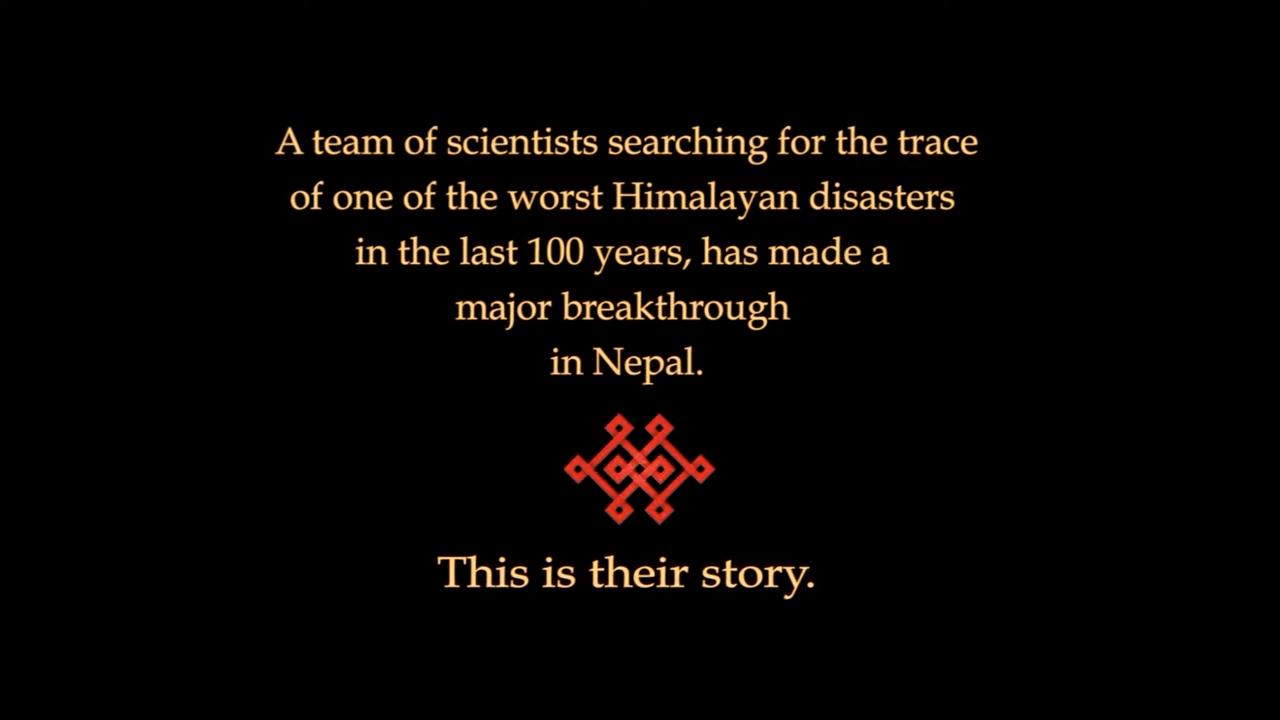 A team of scientists searching for the trace
of one of the worst Himalayan disasters
in the last 100 years, has made a
major breakthrough
in Nepal.
This is their story.